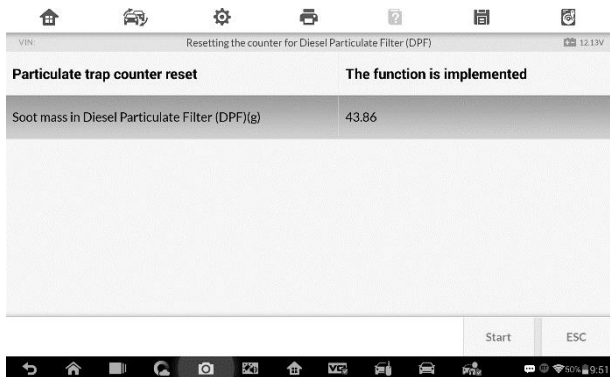 VIN: Resetting the counter for Diesel Particulate Filter (DPF) 12.13V
Particulate trap counter reset The function is implemented
Soot mass in Diesel Particulate Filter (DPF)(g) 43.86
Start ESC
50% 9:51